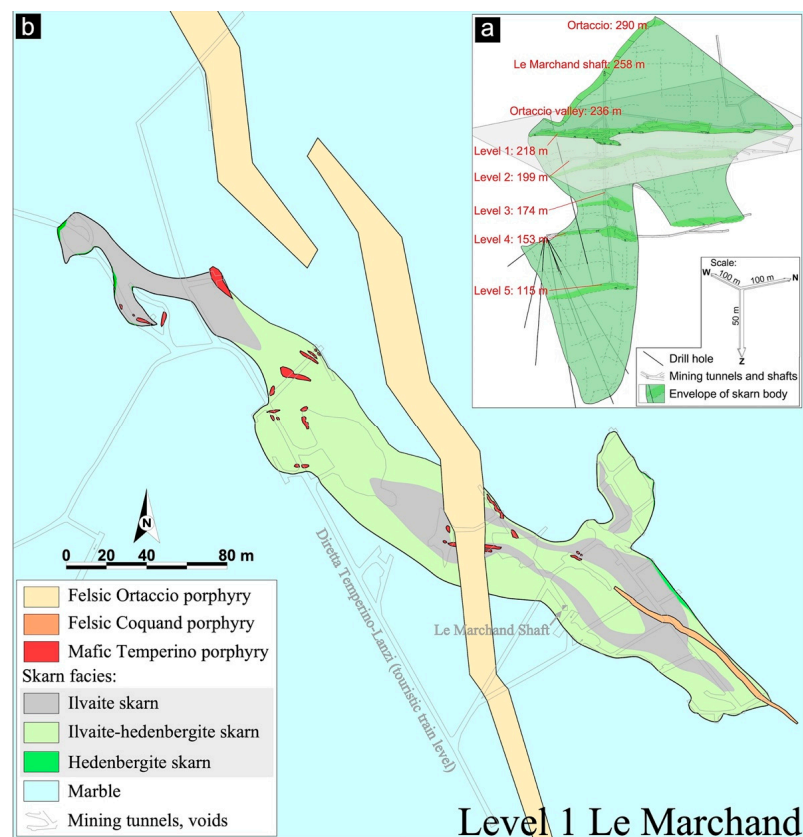 b
a
Ortaccio: 290 m
Le Marchand shaft: 258 m
Ortaccio valley: 236 m
Level 1: 218 m
Level 2: 199 m
Level 3: 174 m
Level 4: 153 m
Level 5: 115 m
Scale:
W
100 m
100 m
N
50 m
Z
Drill hole
Mining tunnels and shafts
Envelope of skarn body
N
0 20 40 60 80 m
Diretta Temperino-Lanzi (touristic train level)
Le Marchand Shaft
Felsic Ortaccio porphyry
Felsic Coquand porphyry
Mafic Temperino porphyry
Skarn facies:
Ilvaite skarn
Ilvaite-hedenbergite skarn
Hedenbergite skarn
Marble
Mining tunnels, voids
Level 1 Le Marchand